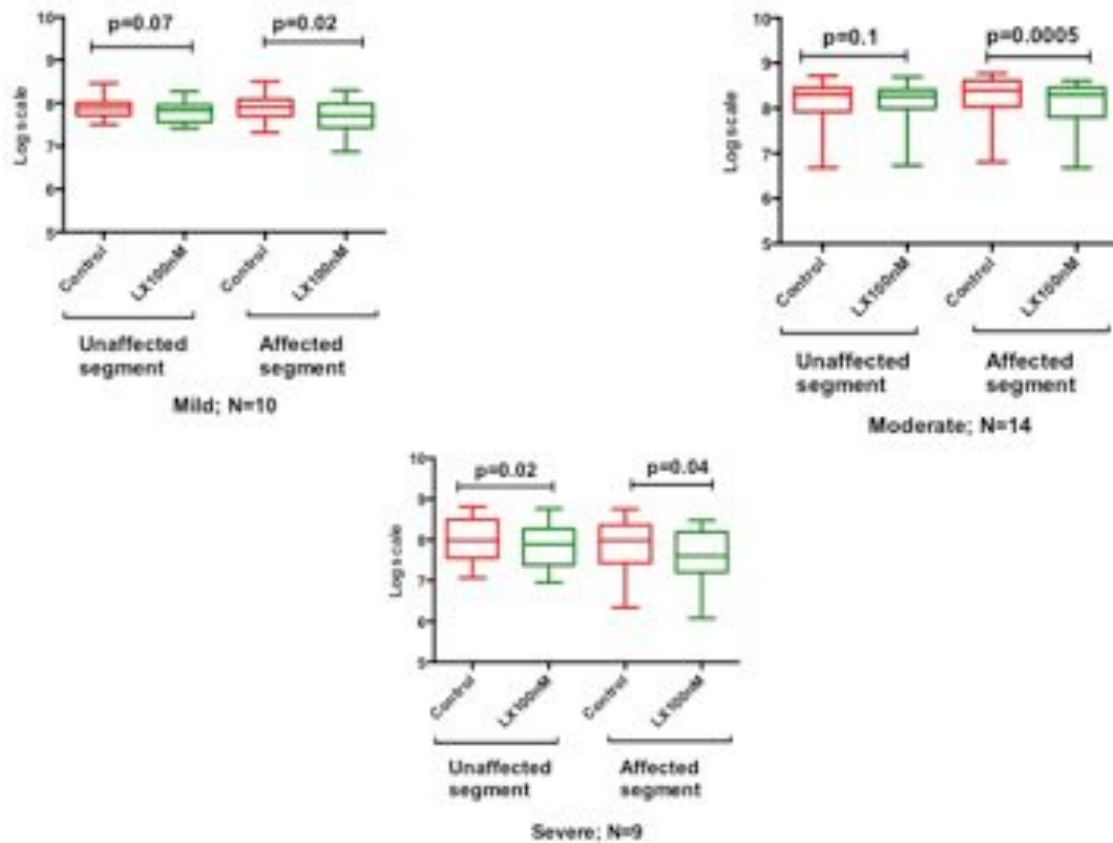 p=0.07
p=0.02
10
9
8
7
6
5
Log scale
Control
LX100nM
Control
LX100nM
Unaffected
segment
Affected
segment
Mild; N=10
p=0.1
p=0.0005
10
9
8
7
6
5
Log scale
Control
LX100nM
Control
LX100nM
Unaffected
segment
Affected
segment
Moderate; N=14
p=0.02
p=0.04
10
9
8
7
6
5
Log scale
Control
LX100nM
Control
LX100nM
Unaffected
segment
Affected
segment
Severe; N=9